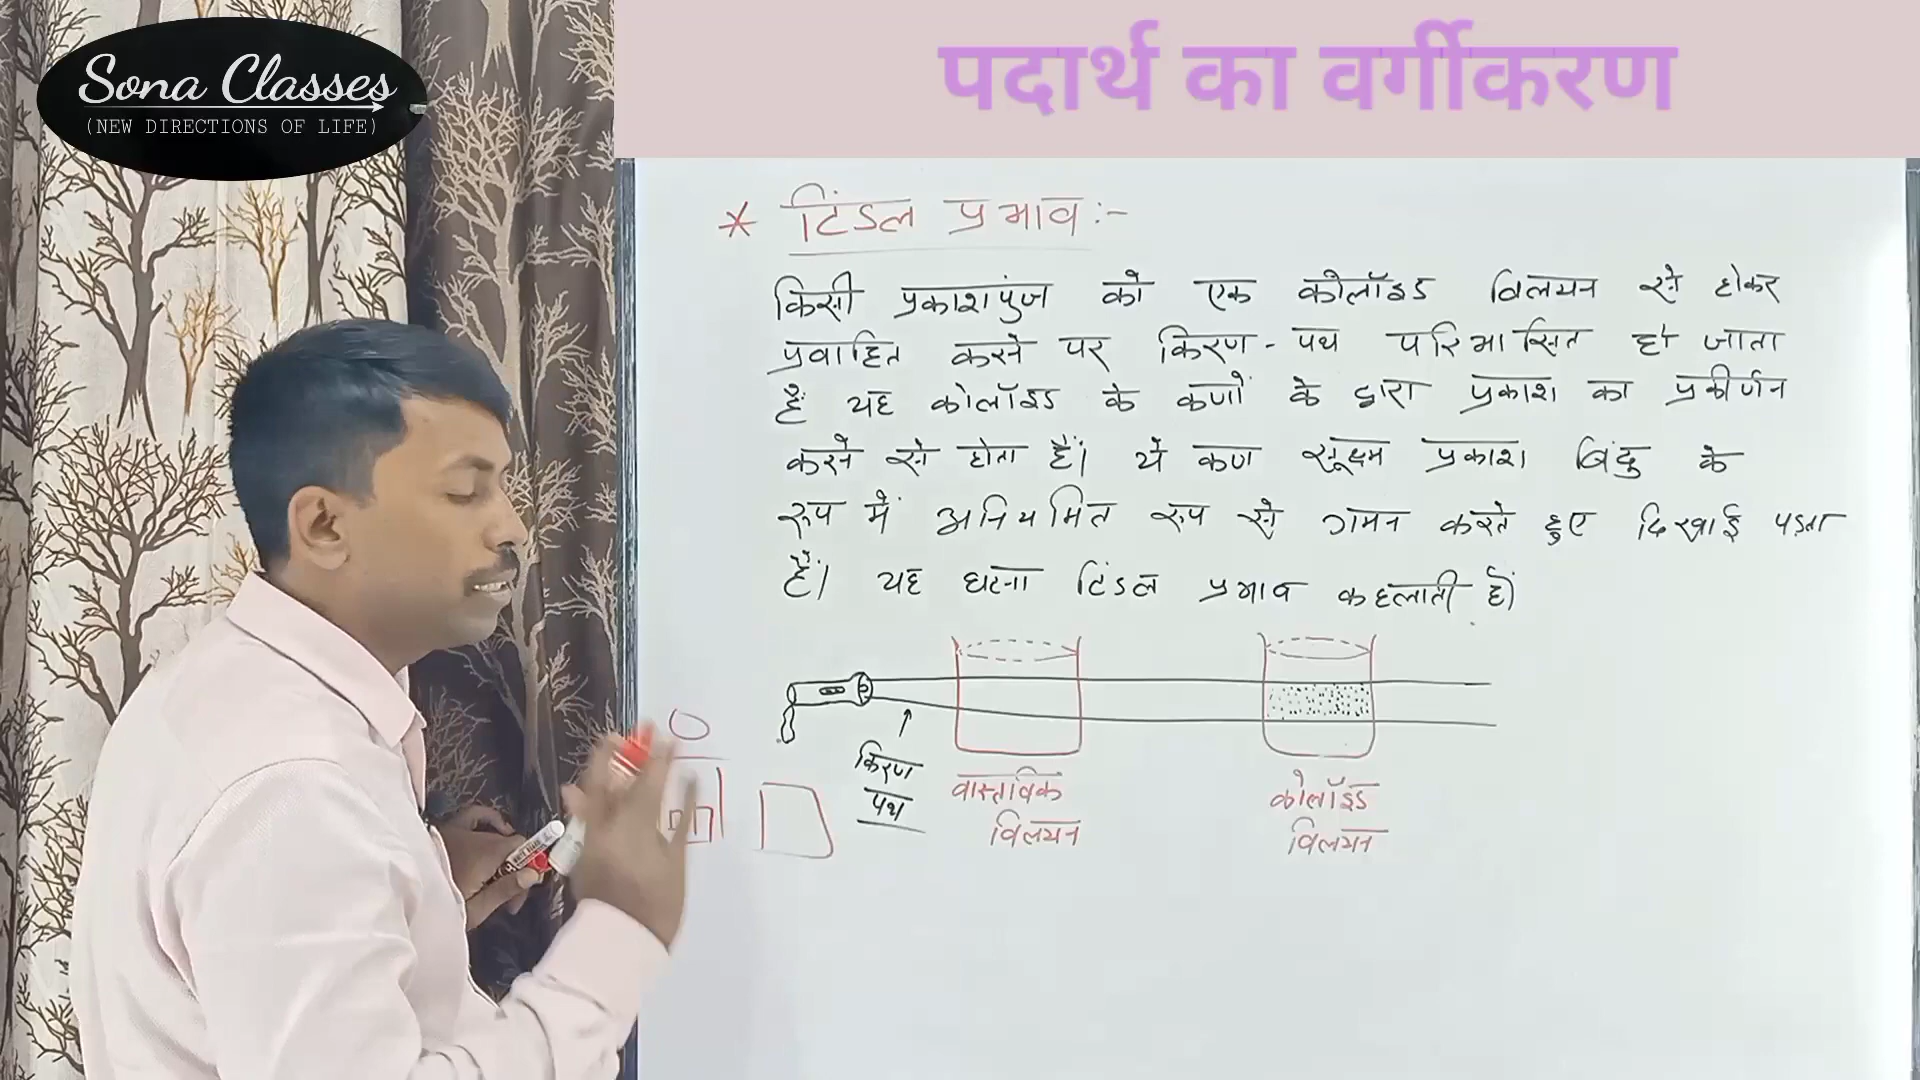 Sona Classes
(NEW DIRECTIONS OF LIFE)
पदार्थ का वर्गीकरण
* टिंडल प्रभाव :-
किसी प्रकाशपुंज को एक कोलॉइड विलयन से होकर
प्रवाहित करने पर किरण - पथ परिभासित हो जाता
है यह कोलॉइड के कणों के द्वारा प्रकाश का प्रकीर्णन
करने से होता है। ये कण सूक्ष्म प्रकाश बिंदु के
रूप में अनियमित रूप से गमन करते हुए दिखाई पड़ता
है। यह घटना टिंडल प्रभाव कहलाती है।
किरण
पथ
वास्तविक
विलयन
कोलॉइड
विलयन